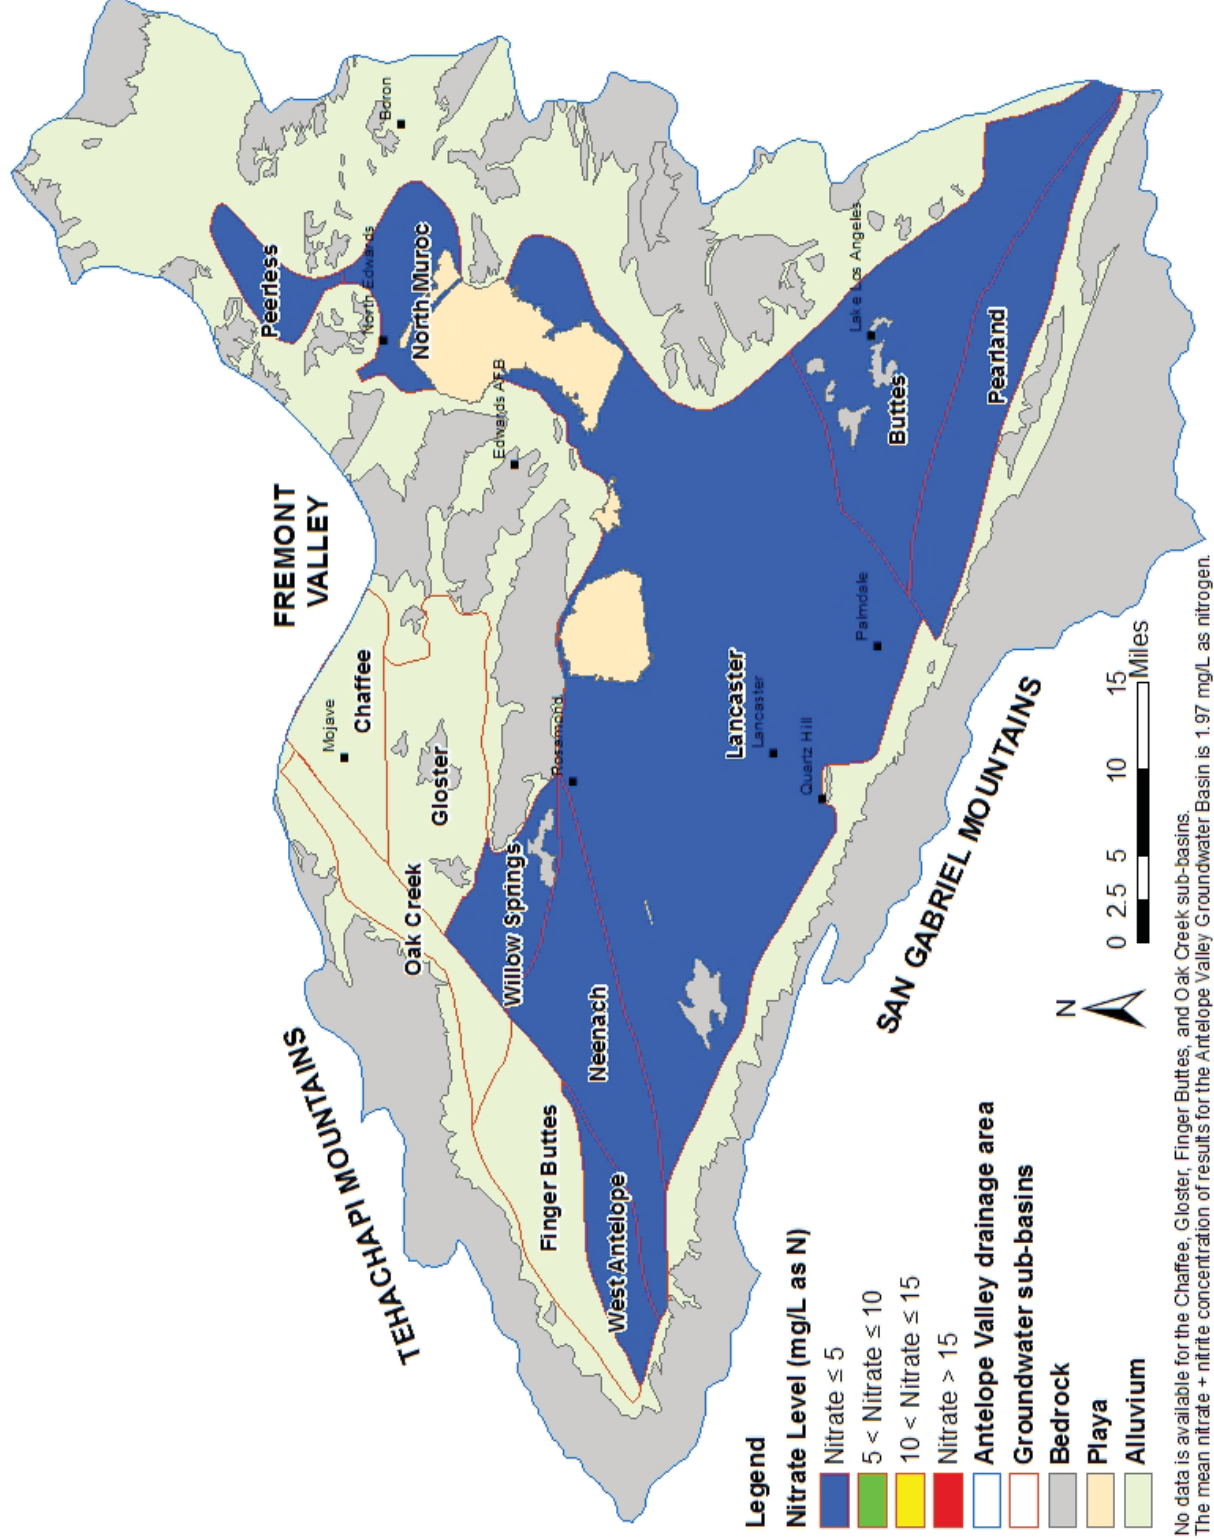 TEHACHAPI MOUNTAINS
FREMONT
VALLEY
Peerless
Boron
North Edwards
North Muroc
Edwards AFB
Mojave
Chaffee
Gloster
Oak Creek
Willow Springs
Rosamond
Finger Buttes
Neenach
West Antelope
Lancaster
Lancaster
Quartz Hill
Palmdale
Lake Los Angeles
Buttes
Pearland
SAN GABRIEL MOUNTAINS
N
0 2.5 5 10 15
Miles
Legend
Nitrate Level (mg/L as N)
Nitrate ≤ 5
5 < Nitrate ≤ 10
10 < Nitrate ≤ 15
Nitrate > 15
Antelope Valley drainage area
Groundwater sub-basins
Bedrock
Playa
Alluvium
No data is available for the Chaffee, Gloster, Finger Buttes, and Oak Creek sub-basins.
The mean nitrate + nitrite concentration of results for the Antelope Valley Groundwater Basin is 1.97 mg/L as nitrogen.